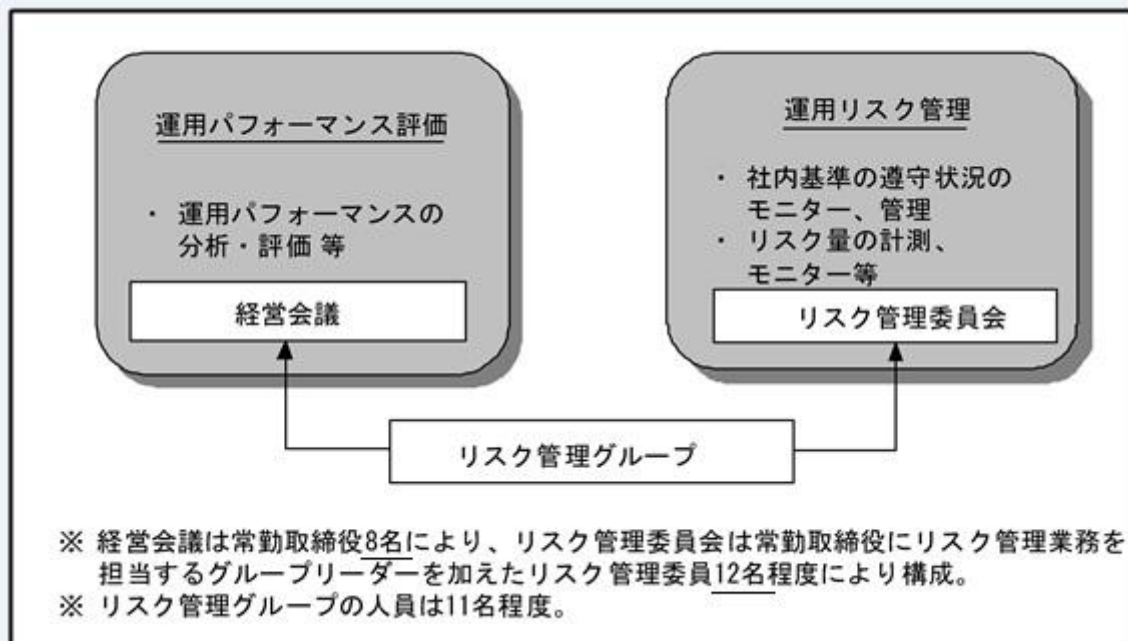 運用パフォーマンス評価
・ 運用パフォーマンスの
分析・評価 等
経営会議
運用リスク管理
・ 社内基準の遵守状況の
モニター、管理
・ リスク量の計測、
モニター等
リスク管理委員会
リスク管理グループ
※ 経営会議は常勤取締役8名により、リスク管理委員会は常勤取締役にリスク管理業務を
担当するグループリーダーを加えたリスク管理委員12名程度により構成。
※ リスク管理グループの人員は11名程度。